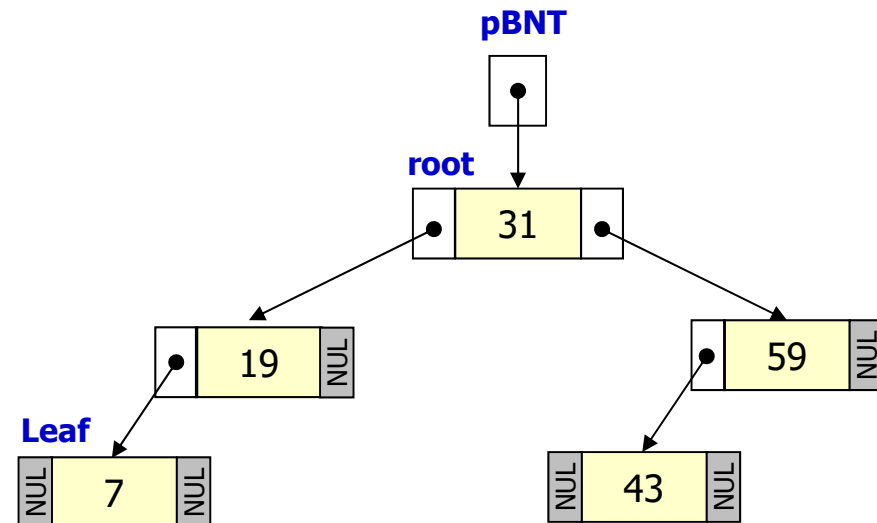 pBNT
root
31
19 NUL
59 NUL
Leaf
NUL 7 NUL
NUL 43 NUL